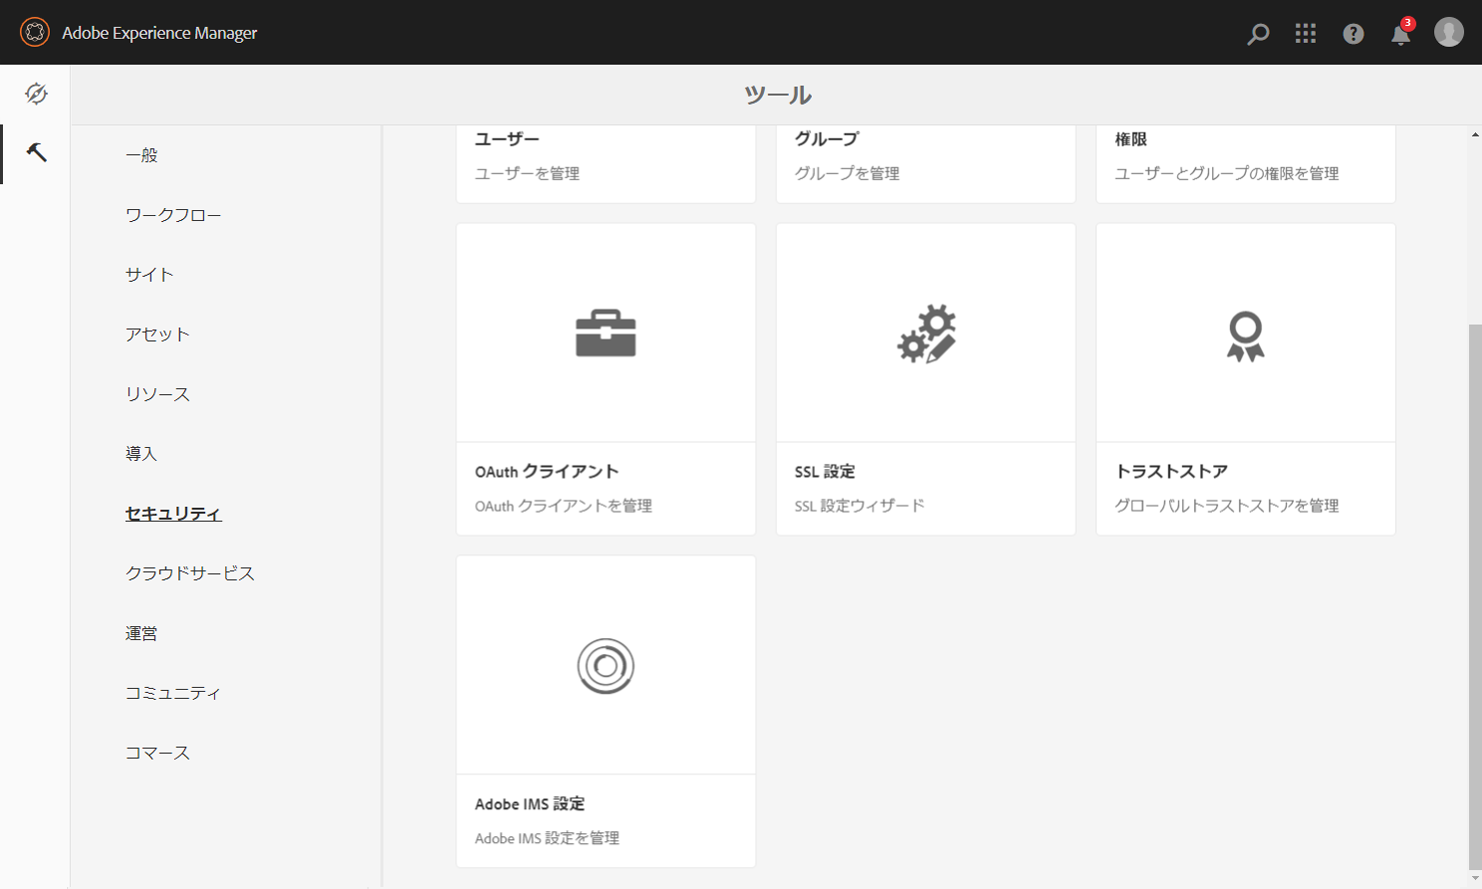 Adobe Experience Manager
3
ツール
一般
ワークフロー
サイト
アセット
リソース
導入
セキュリティ
クラウドサービス
運営
コミュニティ
コマース
ユーザー
ユーザーを管理
グループ
グループを管理
権限
ユーザーとグループの権限を管理
OAuth クライアント
OAuth クライアントを管理
SSL 設定
SSL 設定ウィザード
トラストストア
グローバルトラストストアを管理
Adobe IMS 設定
Adobe IMS 設定を管理